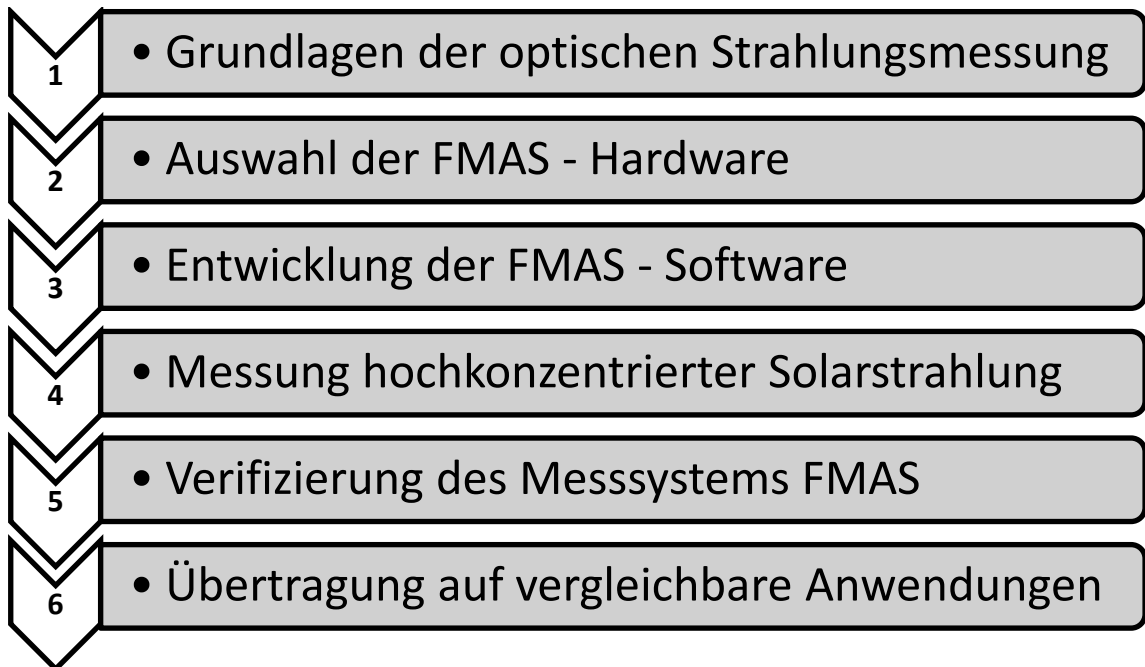 1 • Grundlagen der optischen Strahlungsmessung
2 • Auswahl der FMAS - Hardware
3 • Entwicklung der FMAS - Software
4 • Messung hochkonzentrierter Solarstrahlung
5 • Verifizierung des Messsystems FMAS
6 • Übertragung auf vergleichbare Anwendungen